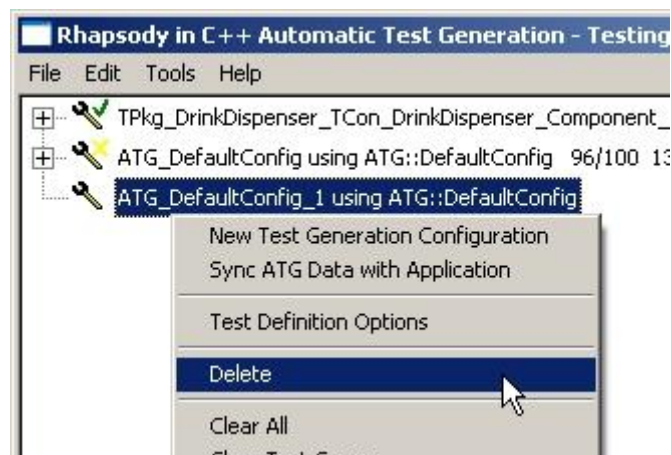 Rhapsody in C++ Automatic Test Generation - Testing
File Edit Tools Help
TPkg_DrinkDispenser_TCon_DrinkDispenser_Component_
ATG_DefaultConfig using ATG::DefaultConfig 96/100 13
ATG_DefaultConfig_1 using ATG::DefaultConfig
New Test Generation Configuration
Sync ATG Data with Application
Test Definition Options
Delete
Clear All